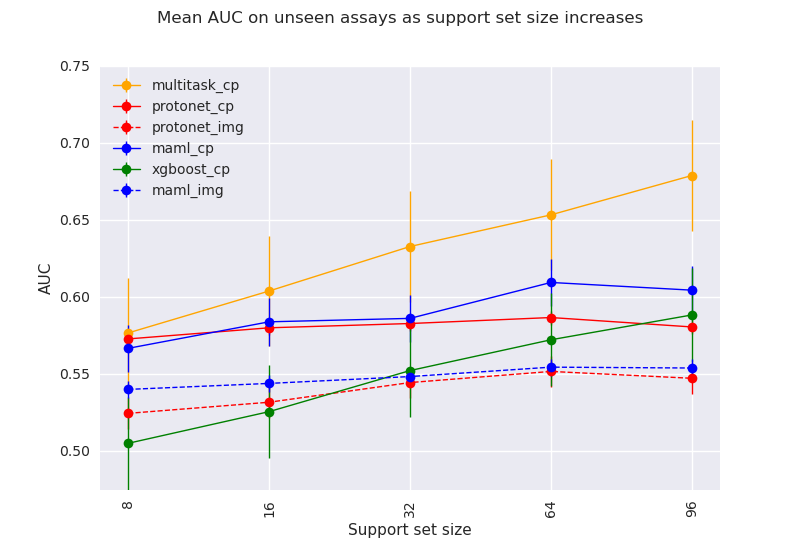 Mean AUC on unseen assays as support set size increases
multitask_cp
protonet_cp
protonet_img
maml_cp
xgboost_cp
maml_img
AUC
0.75
0.70
0.65
0.60
0.55
0.50
8
16
32
64
96
Support set size